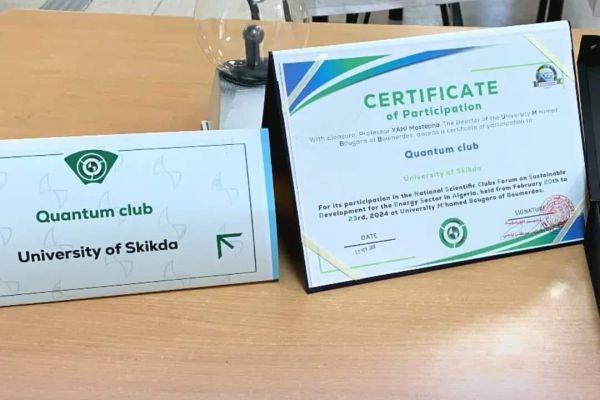 Quantum club
University of Skikda
CERTIFICATE
of Participation
With pleasure, Professor YAHI Mostepha, The Director of the University M'hamed
Bougara of Boumerdes, awards a certificate of participation to
Quantum club
University of Skikda
For its participation in the National Scientific Clubs Forum on Sustainable
Development for the Energy Sector in Algeria, held from February 20th to
23rd, 2024 at University M'hamed Bougara of Boumerdes.
DATE
SIGNATURE